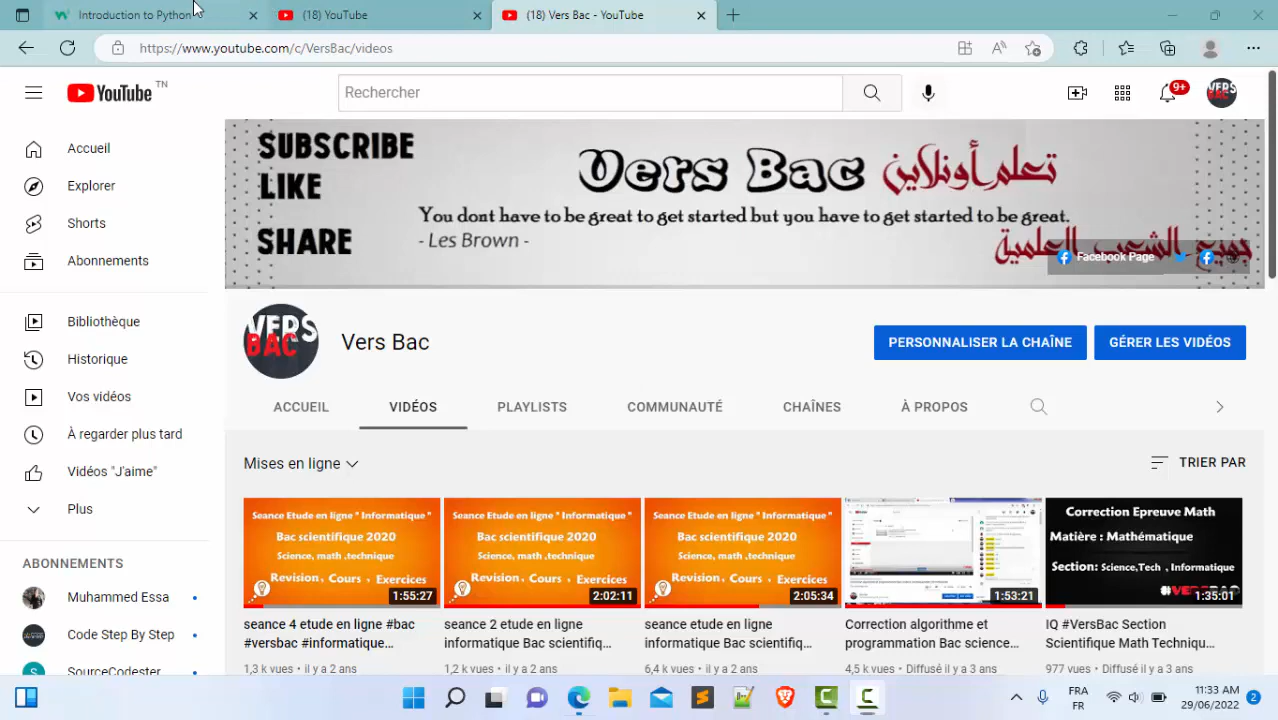 Introduction to Python
(18) YouTube
(18) Vers Bac - YouTube
https://www.youtube.com/c/VersBac/videos
YouTube TN
Rechercher
9+
VERS BAC
Accueil
Explorer
Shorts
Abonnements
Bibliothèque
Historique
Vos vidéos
À regarder plus tard
Vidéos "J'aime"
Plus
ABONNEMENTS
Muhammed Essa
Code Step By Step
SourceCodester
SUBSCRIBE
LIKE
SHARE
Vers Bac تعلم أونلاين
You dont have to be great to get started but you have to get started to be great.
- Les Brown -
جميع الشعب العلمية
Facebook Page
VERS
BAC
Vers Bac
PERSONNALISER LA CHAÎNE
GÉRER LES VIDÉOS
ACCUEIL
VIDÉOS
PLAYLISTS
COMMUNAUTÉ
CHAÎNES
À PROPOS
Mises en ligne
TRIER PAR
Seance Etude en ligne " Informatique "
Bac scientifique 2020
Science, math ,technique
Revision , Cours , Exercices
1:55:27
seance 4 etude en ligne #bac
#versbac #informatique...
1,3 k vues • il y a 2 ans
Seance Etude en ligne " Informatique "
Bac scientifique 2020
Science, math ,technique
Revision , Cours , Exercices
2:02:11
seance 2 etude en ligne
informatique Bac scientifiq...
1,2 k vues • il y a 2 ans
Seance Etude en ligne " Informatique "
Bac scientifique 2020
Science, math ,technique
Revision , Cours , Exercices
2:05:34
seance etude en ligne
informatique Bac scientifiq...
6,4 k vues • il y a 2 ans
1:53:21
Correction algorithme et
programmation Bac science...
4,5 k vues • Diffusé il y a 3 ans
Correction Epreuve Math
Matière : Mathématique
Section: Science,Tech , Informatique
#VERSBAC
1:35:01
IQ #VersBac Section
Scientifique Math Techniqu...
977 vues • Diffusé il y a 3 ans
FRA
FR
11:33 AM
29/06/2022
2